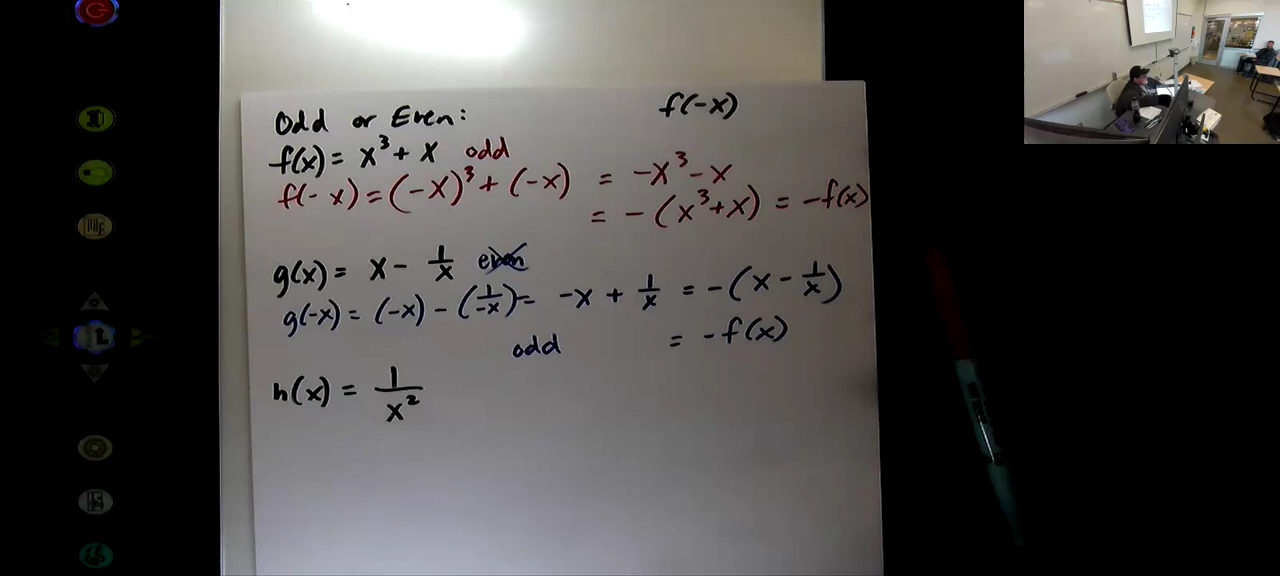 Odd or Even: f(-x)
f(x) = x³ + x odd
f(-x) = (-x)³ + (-x) = -x³ - x
= -(x³+x) = -f(x)
g(x) = x - 1/x even
g(-x) = (-x) - (1/-x) = -x + 1/x = -(x - 1/x)
odd = -f(x)
h(x) = 1/x²